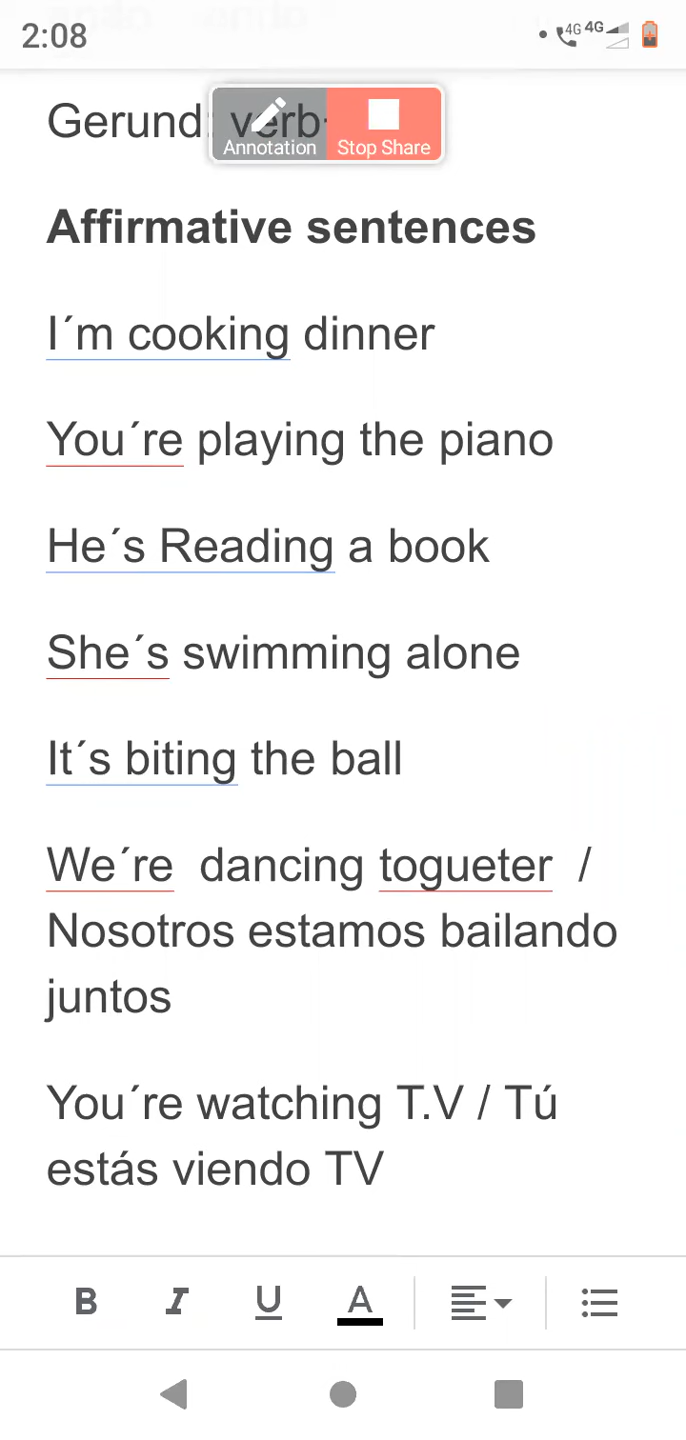 2:08
4G 4G
Gerund: verb
Annotation
Stop Share
Affirmative sentences
I´m cooking dinner
You´re playing the piano
He´s Reading a book
She´s swimming alone
It´s biting the ball
We´re dancing togueter /
Nosotros estamos bailando
juntos
You´re watching T.V / Tú
estás viendo TV
B I U A